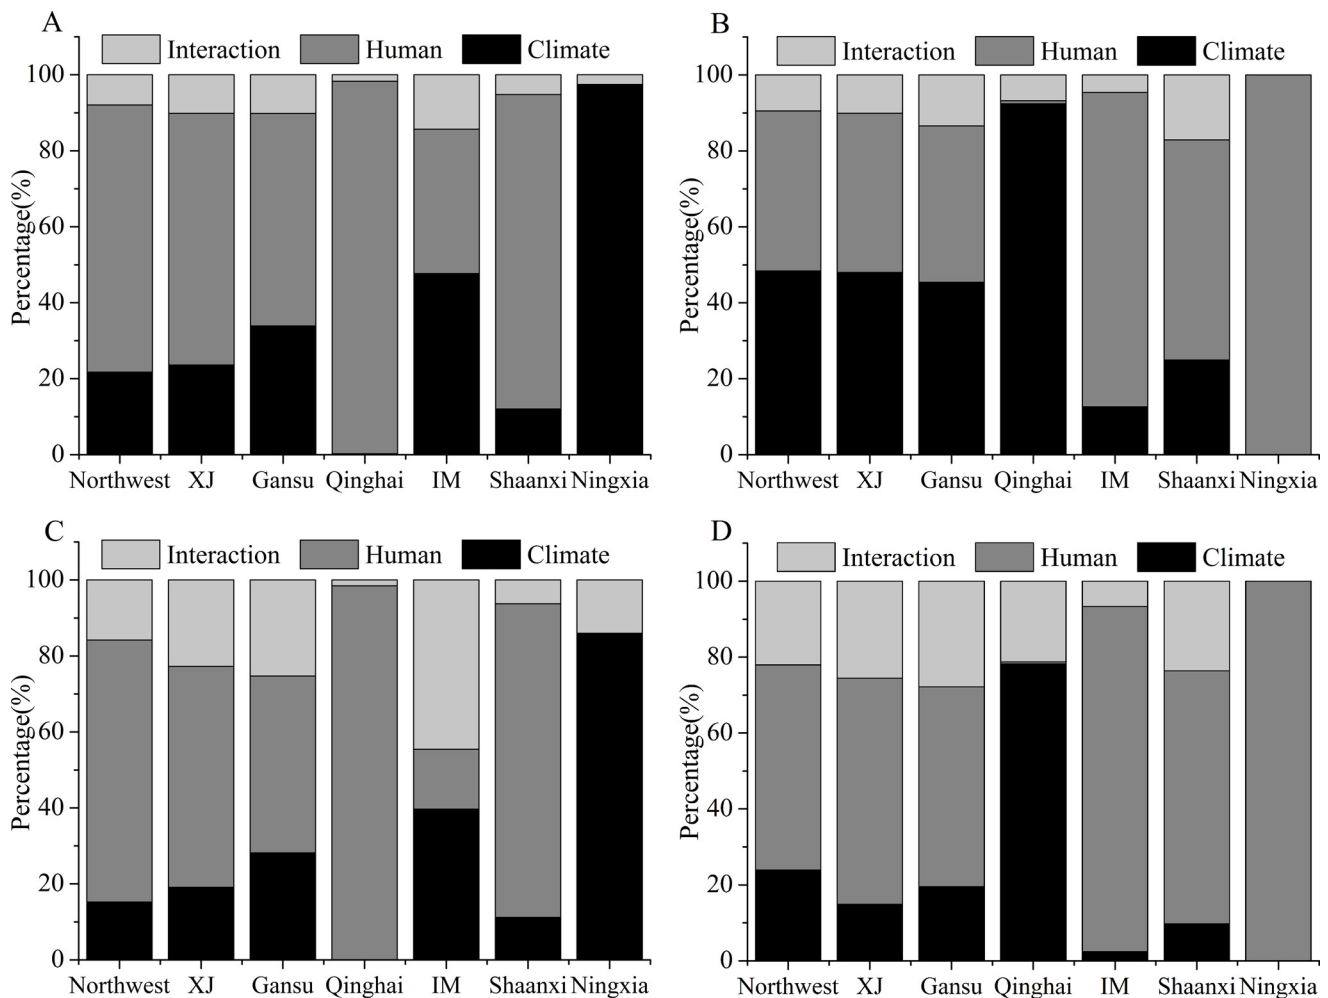 A
Interaction Human Climate
100
80
60
40
20
0
Percentage(%)
Northwest XJ Gansu Qinghai IM Shaanxi Ningxia
B
Interaction Human Climate
100
80
60
40
20
0
Percentage(%)
Northwest XJ Gansu Qinghai IM Shaanxi Ningxia
C
Interaction Human Climate
100
80
60
40
20
0
Percentage(%)
Northwest XJ Gansu Qinghai IM Shaanxi Ningxia
D
Interaction Human Climate
100
80
60
40
20
0
Percentage(%)
Northwest XJ Gansu Qinghai IM Shaanxi Ningxia